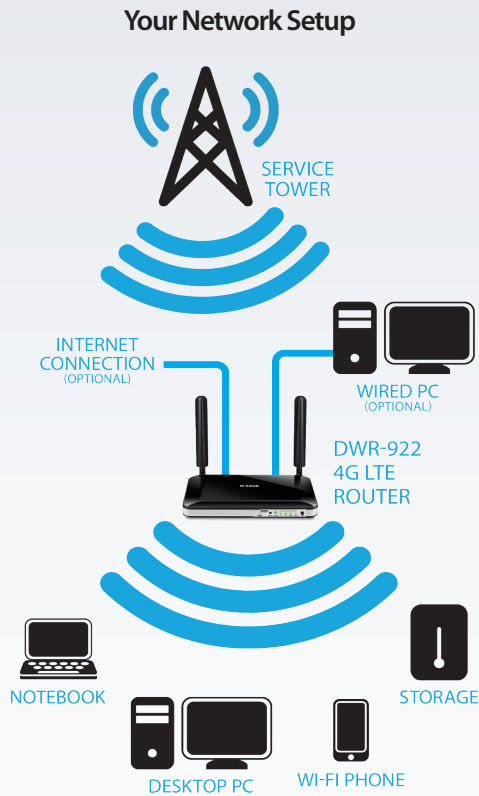 Your Network Setup
SERVICE
TOWER
INTERNET
CONNECTION
(OPTIONAL)
WIRED PC
(OPTIONAL)
DWR-922
4G LTE
ROUTER
D-Link
NOTEBOOK
STORAGE
DESKTOP PC
WI-FI PHONE